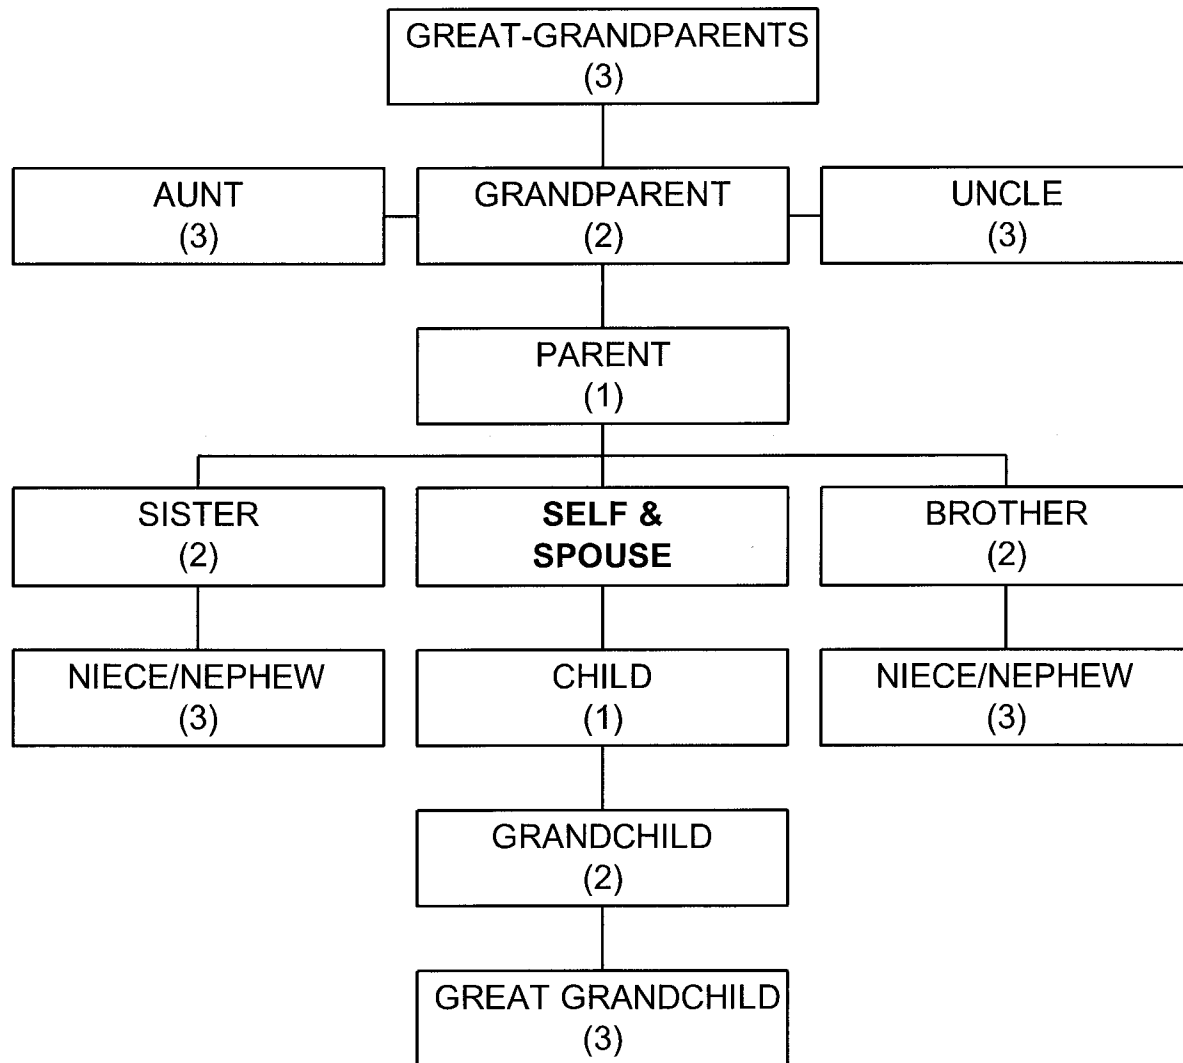 GREAT-GRANDPARENTS
(3)
AUNT
(3)
GRANDPARENT
(2)
UNCLE
(3)
PARENT
(1)
SISTER
(2)
SELF &
SPOUSE
BROTHER
(2)
NIECE/NEPHEW
(3)
CHILD
(1)
NIECE/NEPHEW
(3)
GRANDCHILD
(2)
GREAT GRANDCHILD
(3)